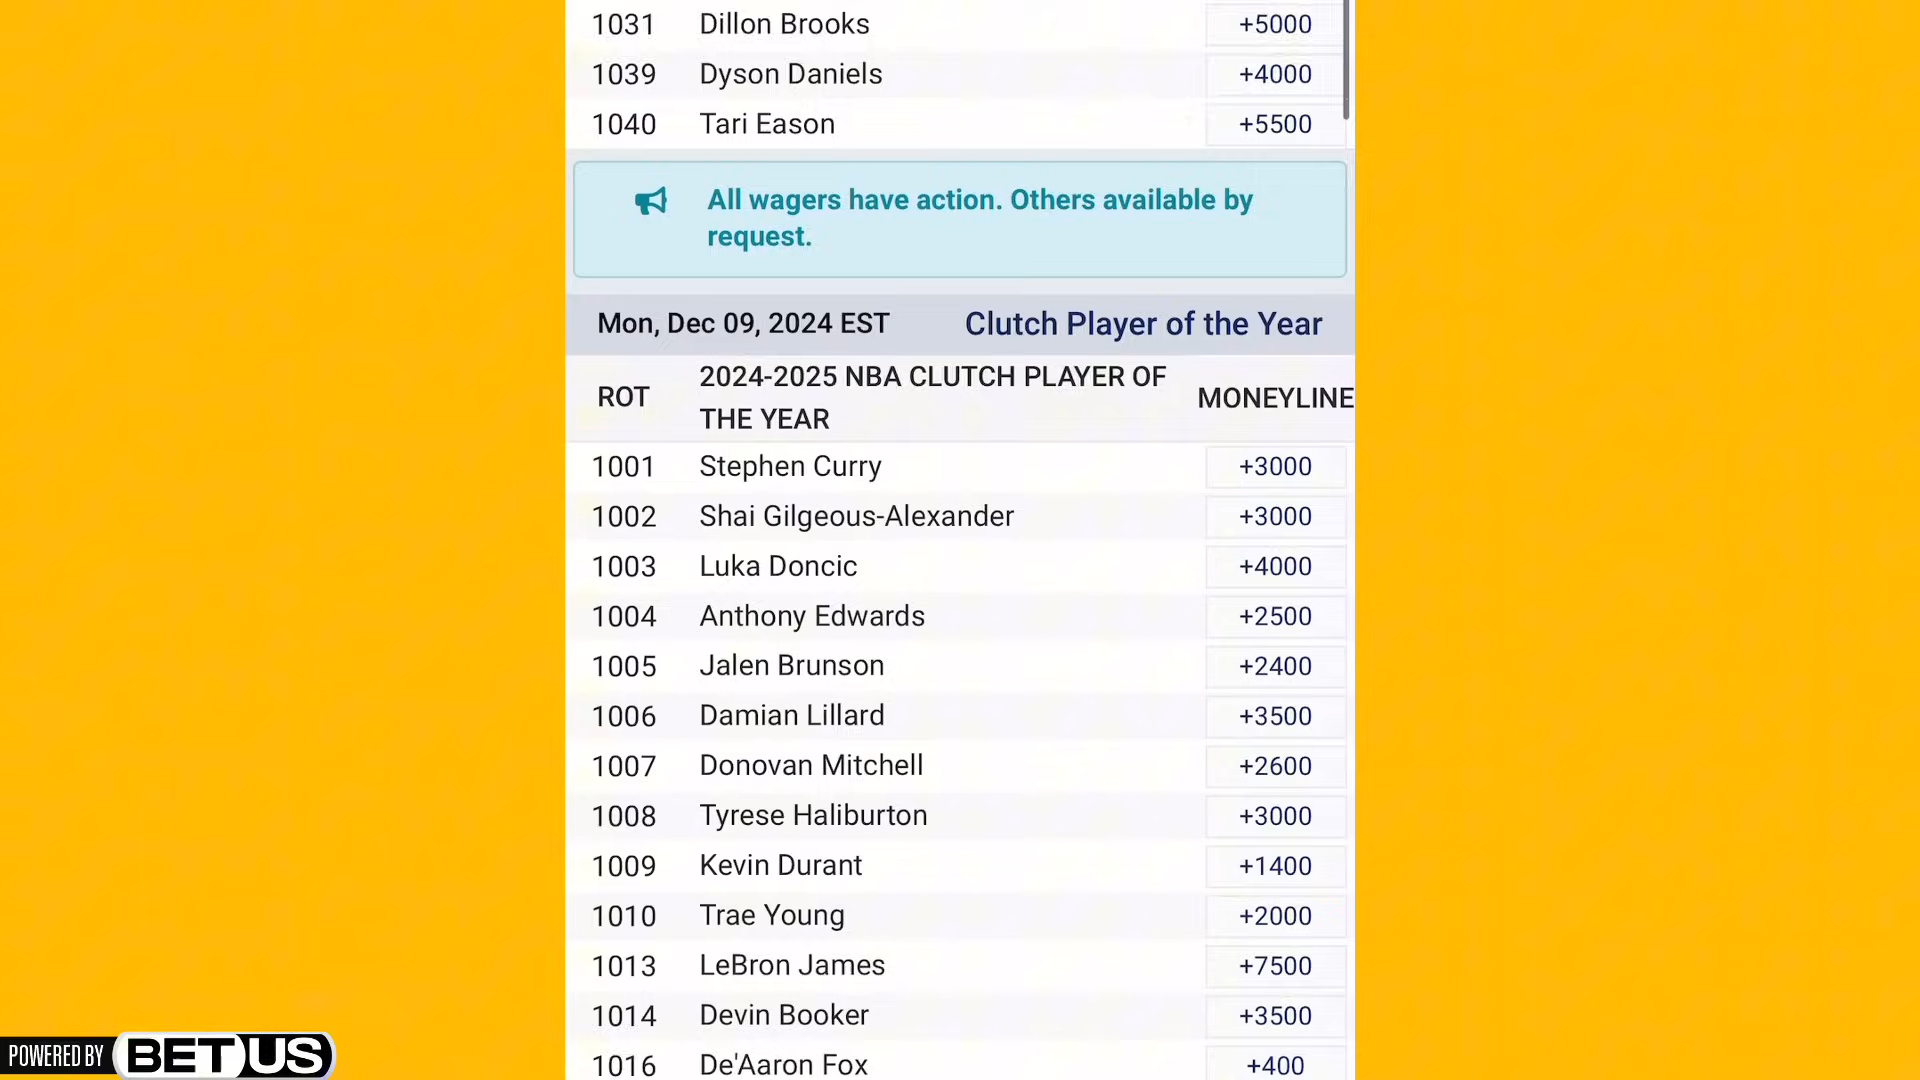 1031 Dillon Brooks +5000
1039 Dyson Daniels +4000
1040 Tari Eason +5500
All wagers have action. Others available by
request.
Mon, Dec 09, 2024 EST Clutch Player of the Year
ROT 2024-2025 NBA CLUTCH PLAYER OF THE YEAR MONEYLINE
1001 Stephen Curry +3000
1002 Shai Gilgeous-Alexander +3000
1003 Luka Doncic +4000
1004 Anthony Edwards +2500
1005 Jalen Brunson +2400
1006 Damian Lillard +3500
1007 Donovan Mitchell +2600
1008 Tyrese Haliburton +3000
1009 Kevin Durant +1400
1010 Trae Young +2000
1013 LeBron James +7500
1014 Devin Booker +3500
1016 De'Aaron Fox +400
POWERED BY BETUS